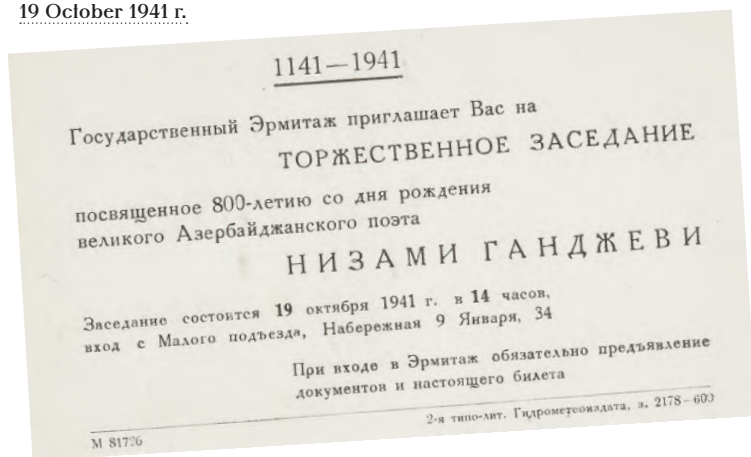 19 October 1941 г.
1141—1941
Государственный Эрмитаж приглашает Вас на
ТОРЖЕСТВЕННОЕ ЗАСЕДАНИЕ
посвященное 800-летию со дня рождения
великого Азербайджанского поэта
НИЗАМИ ГАНДЖЕВИ
Заседание состоится 19 октября 1941 г. в 14 часов,
вход с Малого подъезда, Набережная 9 Января, 34
При входе в Эрмитаж обязательно предъявление
документов и настоящего билета
М 81726
2-я типо-лит. Гидрометеоиздата, з. 2178—600